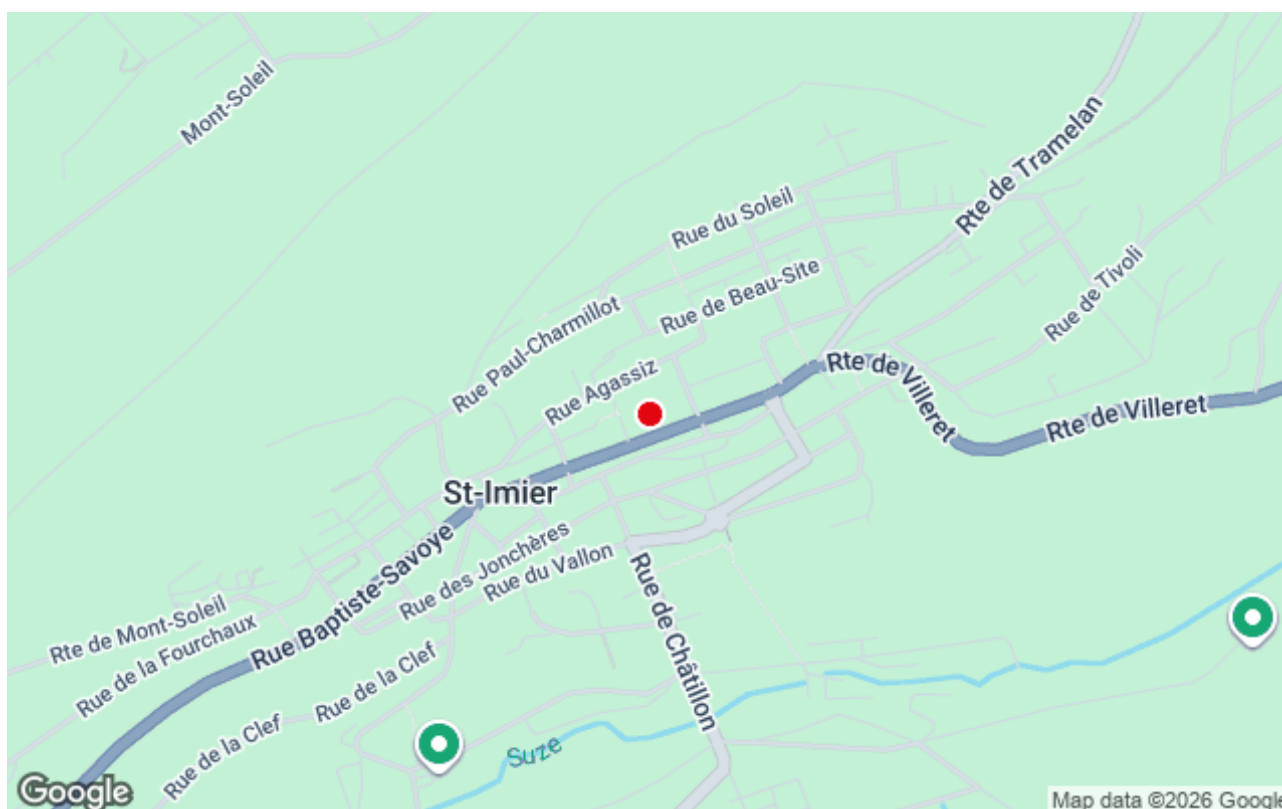 Mont-Soleil
Rte de Tramelan
Rue du Soleil
Rue de Beau-Site
Rue de Tivoli
Rue Paul-Charmillot
Rue Agassiz
Rte de Villeret
Rte de Villeret
St-Imier
Rue des Jonchères
Rue du Vallon
Rue Baptiste-Savoye
Rue de Châtillon
Rte de Mont-Soleil
Rue de la Fourchaux
Rue de la Clef
Rue de la Clef
Suze
Google
Map data ©2026 Google